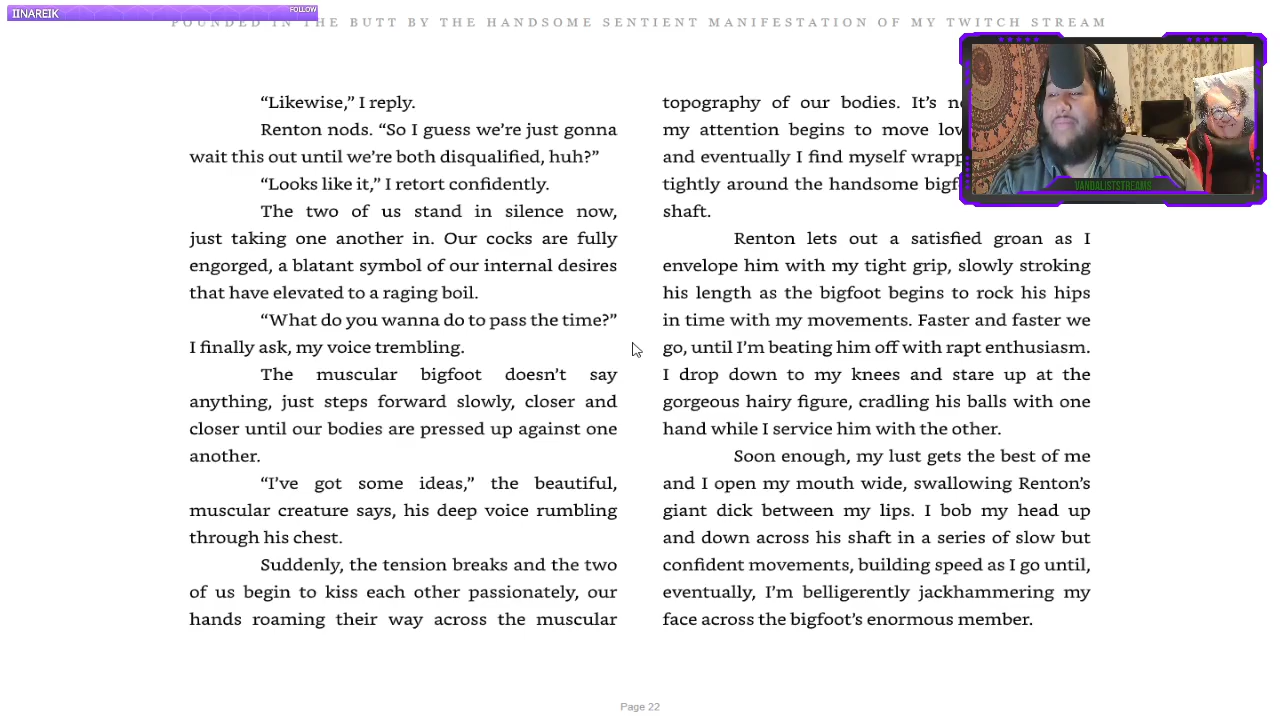 IINAREIK
FOLLOW
POUNDED IN THE BUTT BY THE HANDSOME SENTIENT MANIFESTATION OF MY TWITCH STREAM
“Likewise,” I reply.
Renton nods. “So I guess we’re just gonna
wait this out until we’re both disqualified, huh?”
“Looks like it,” I retort confidently.
The two of us stand in silence now,
just taking one another in. Our cocks are fully
engorged, a blatant symbol of our internal desires
that have elevated to a raging boil.
“What do you wanna do to pass the time?”
I finally ask, my voice trembling.
The muscular bigfoot doesn’t say
anything, just steps forward slowly, closer and
closer until our bodies are pressed up against one
another.
“I’ve got some ideas,” the beautiful,
muscular creature says, his deep voice rumbling
through his chest.
Suddenly, the tension breaks and the two
of us begin to kiss each other passionately, our
hands roaming their way across the muscular
topography of our bodies. It’s
my attention begins to move
and eventually I find myself
tightly around the handsome
shaft.
Renton lets out a satisfied groan as I
envelope him with my tight grip, slowly stroking
his length as the bigfoot begins to rock his hips
in time with my movements. Faster and faster we
go, until I’m beating him off with rapt enthusiasm.
I drop down to my knees and stare up at the
gorgeous hairy figure, cradling his balls with one
hand while I service him with the other.
Soon enough, my lust gets the best of me
and I open my mouth wide, swallowing Renton’s
giant dick between my lips. I bob my head up
and down across his shaft in a series of slow but
confident movements, building speed as I go until,
eventually, I’m belligerently jackhammering my
face across the bigfoot’s enormous member.
VANDALISTSTREAMS
Page 22